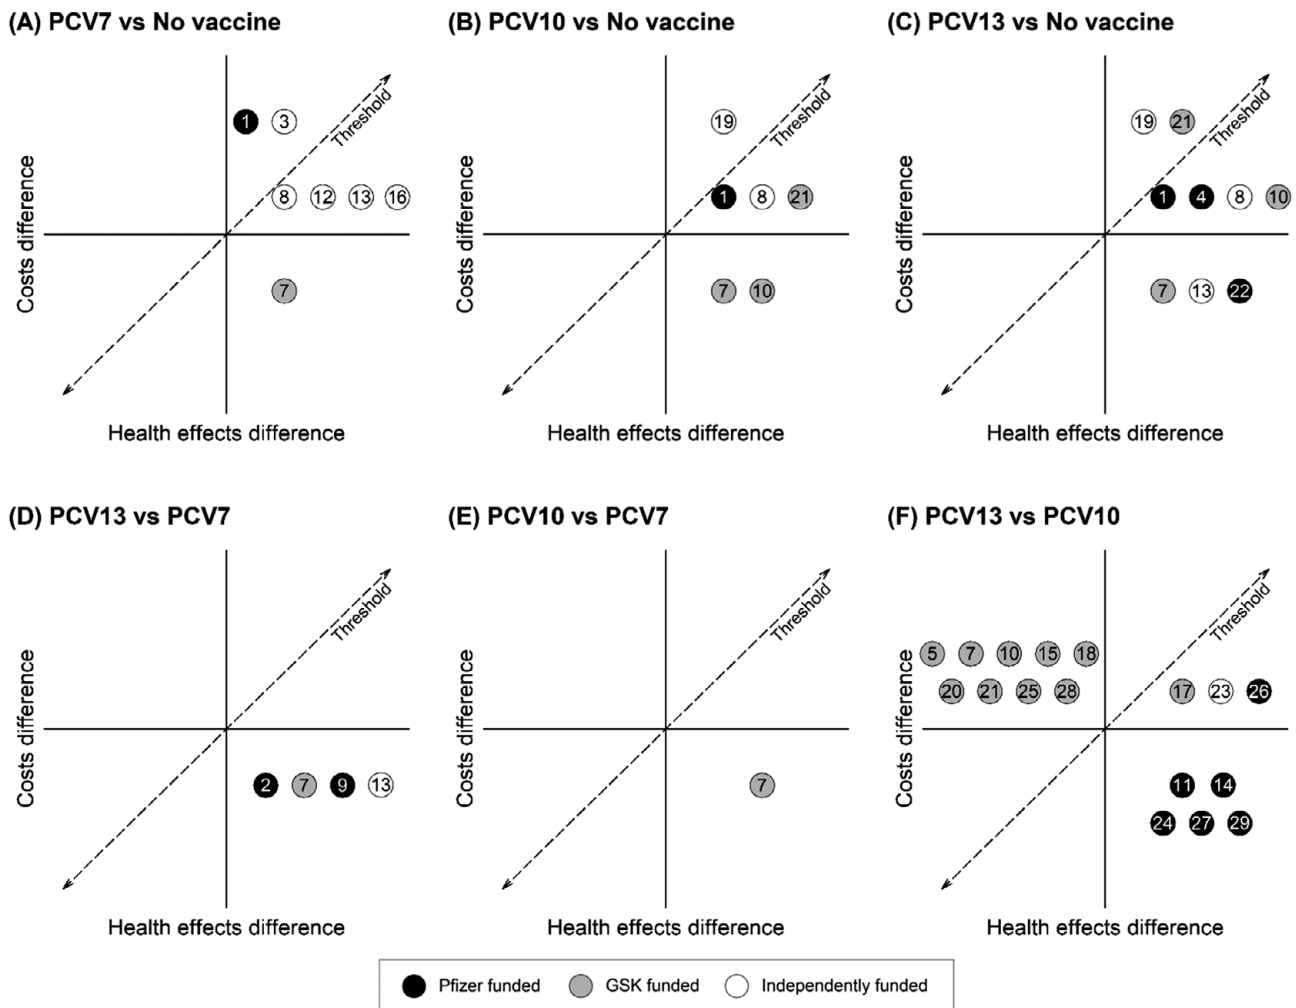 (A) PCV7 vs No vaccine
Costs difference
Threshold
1 3
8 12 13 16
7
Health effects difference
(B) PCV10 vs No vaccine
Costs difference
Threshold
19
1 8 21
7 10
Health effects difference
(C) PCV13 vs No vaccine
Costs difference
Threshold
19 21
1 4 8 10
7 13 22
Health effects difference
(D) PCV13 vs PCV7
Costs difference
Threshold
2 7 9 13
Health effects difference
(E) PCV10 vs PCV7
Costs difference
Threshold
7
Health effects difference
(F) PCV13 vs PCV10
Costs difference
Threshold
5 7 10 15 18
20 21 25 28
17 23 26
11 14
24 27 29
Health effects difference
Pfizer funded GSK funded Independently funded